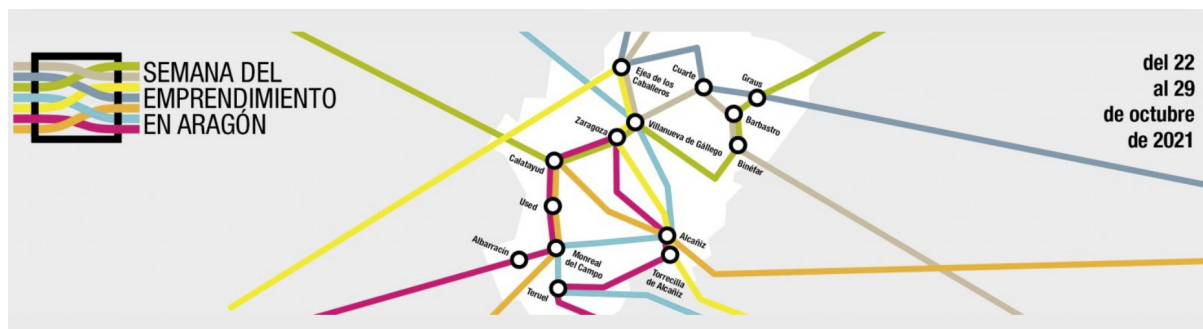 SEMANA DEL
EMPRENDIMIENTO
EN ARAGÓN
Ejea de los
Caballeros
Cuarte
Graus
Barbastro
Zaragoza
Villanueva de Gállego
Binéfar
Calatayud
Used
Albarracín
Monreal
del Campo
Alcañiz
Torrecilla
de Alcañiz
Teruel
del 22
al 29
de octubre
de 2021